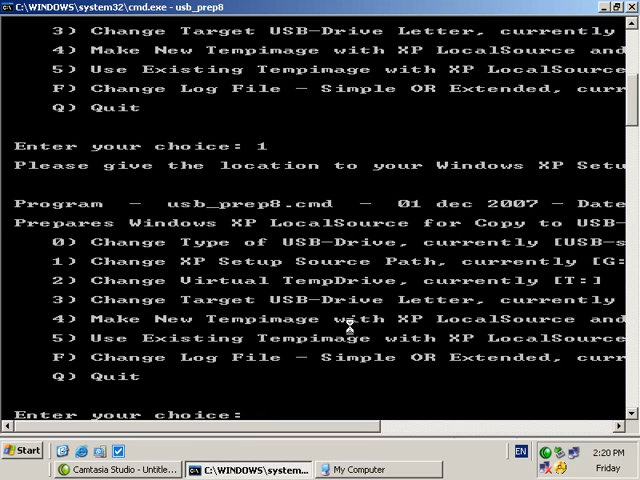 C:\WINDOWS\system32\cmd.exe - usb_prep8
3) Change Target USB-Drive Letter, currently
4) Make New Tempimage with XP LocalSource and
5) Use Existing Tempimage with XP LocalSource
F) Change Log File - Simple OR Extended, curr
Q) Quit
Enter your choice: 1
Please give the location to your Windows XP Setu
Program - usb_prep8.cmd - 01 dec 2007 - Date
Prepares Windows XP LocalSource for Copy to USB-
0) Change Type of USB-Drive, currently [USB-s
1) Change XP Setup Source Path, currently [G:
2) Change Virtual TempDrive, currently [T:]
3) Change Target USB-Drive Letter, currently
4) Make New Tempimage with XP LocalSource and
5) Use Existing Tempimage with XP LocalSource
F) Change Log File - Simple OR Extended, curr
Q) Quit
Enter your choice:
Start
EN
2:20 PM
Camtasia Studio - Untitle...
C:\WINDOWS\system...
My Computer
Friday